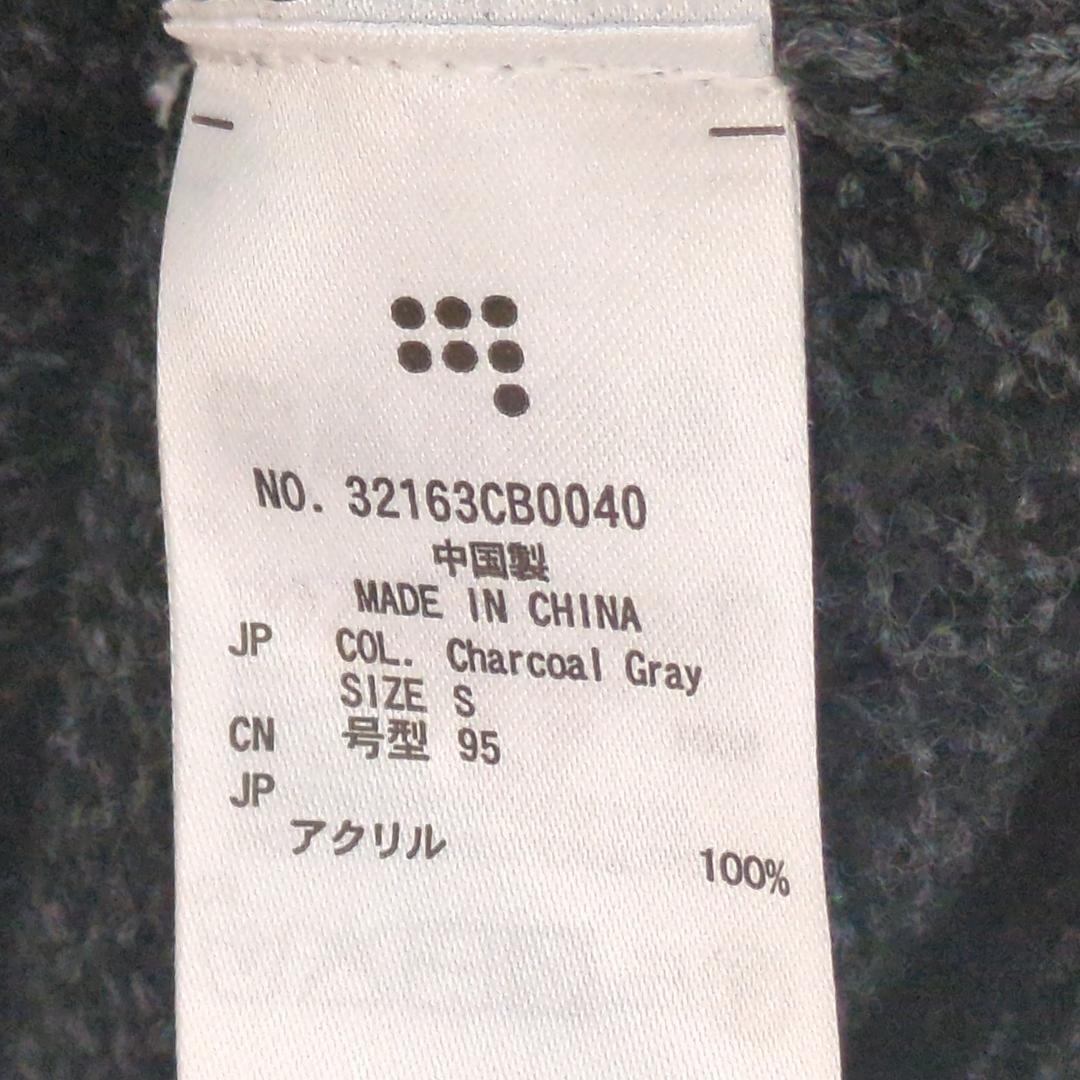 NO. 32163CB0040
中国製
MADE IN CHINA
JP COL. Charcoal Gray
SIZE S
CN 号型 95
JP
アクリル 100%